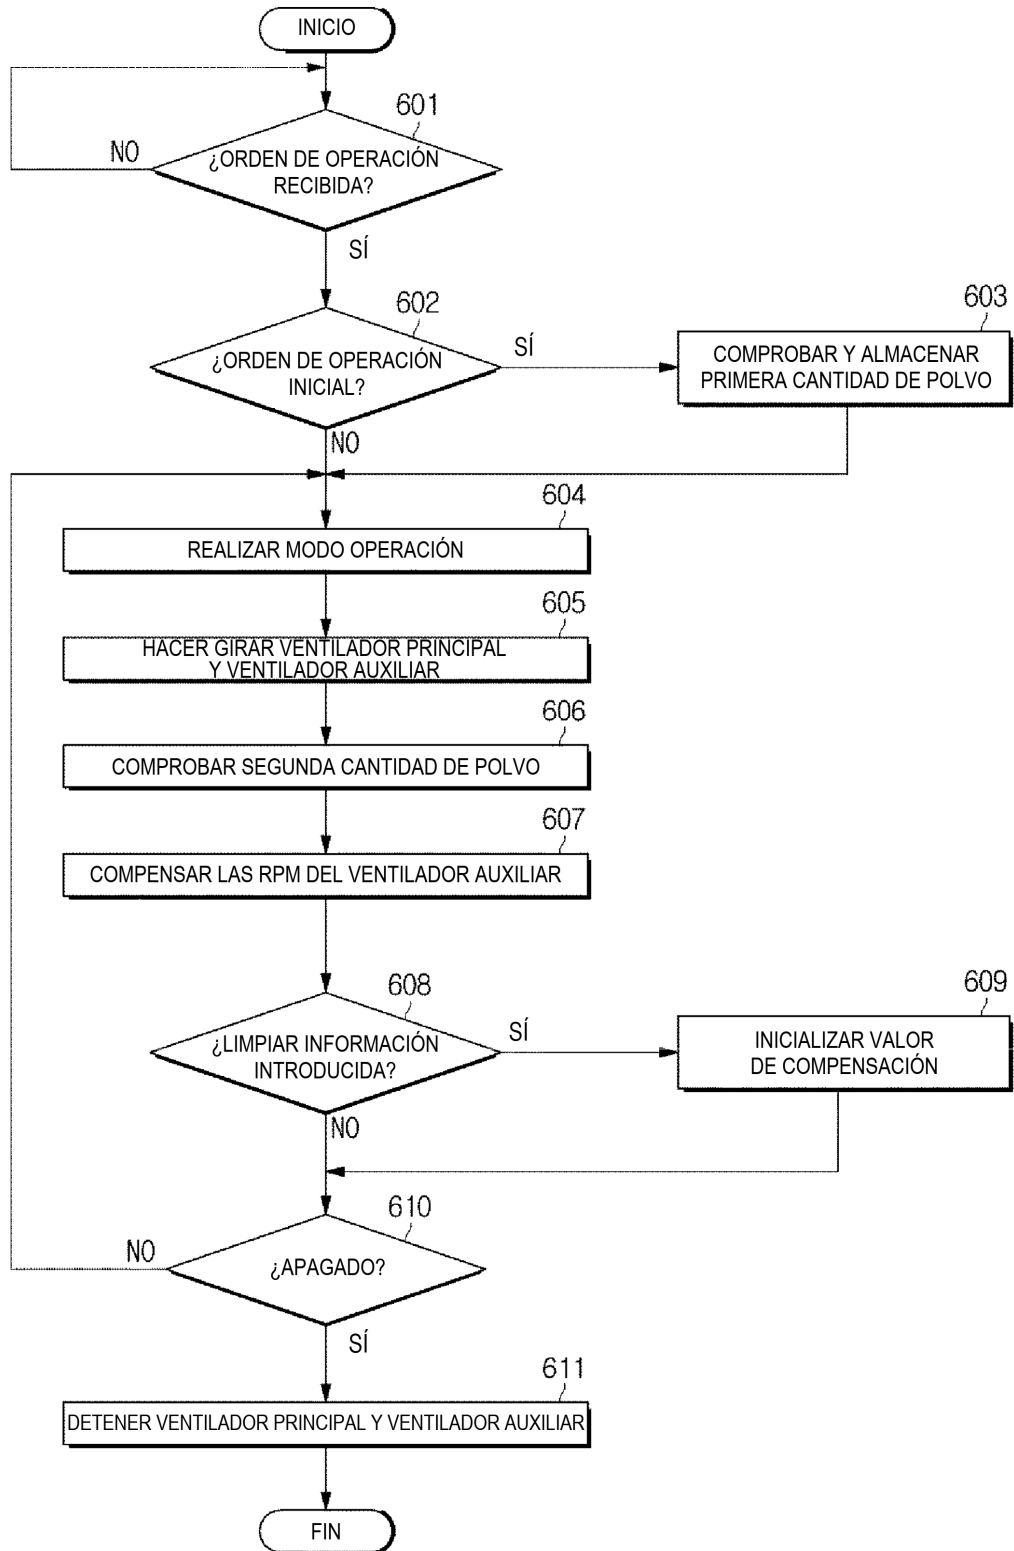 INICIO
601
¿ORDEN DE OPERACIÓN
RECIBIDA?
NO
SÍ
602
¿ORDEN DE OPERACIÓN
INICIAL?
SÍ
603
COMPROBAR Y ALMACENAR
PRIMERA CANTIDAD DE POLVO
NO
604
REALIZAR MODO OPERACIÓN
605
HACER GIRAR VENTILADOR PRINCIPAL
Y VENTILADOR AUXILIAR
606
COMPROBAR SEGUNDA CANTIDAD DE POLVO
607
COMPENSAR LAS RPM DEL VENTILADOR AUXILIAR
608
¿LIMPIAR INFORMACIÓN
INTRODUCIDA?
SÍ
609
INICIALIZAR VALOR
DE COMPENSACIÓN
NO
610
¿APAGADO?
NO
SÍ
611
DETENER VENTILADOR PRINCIPAL Y VENTILADOR AUXILIAR
FIN